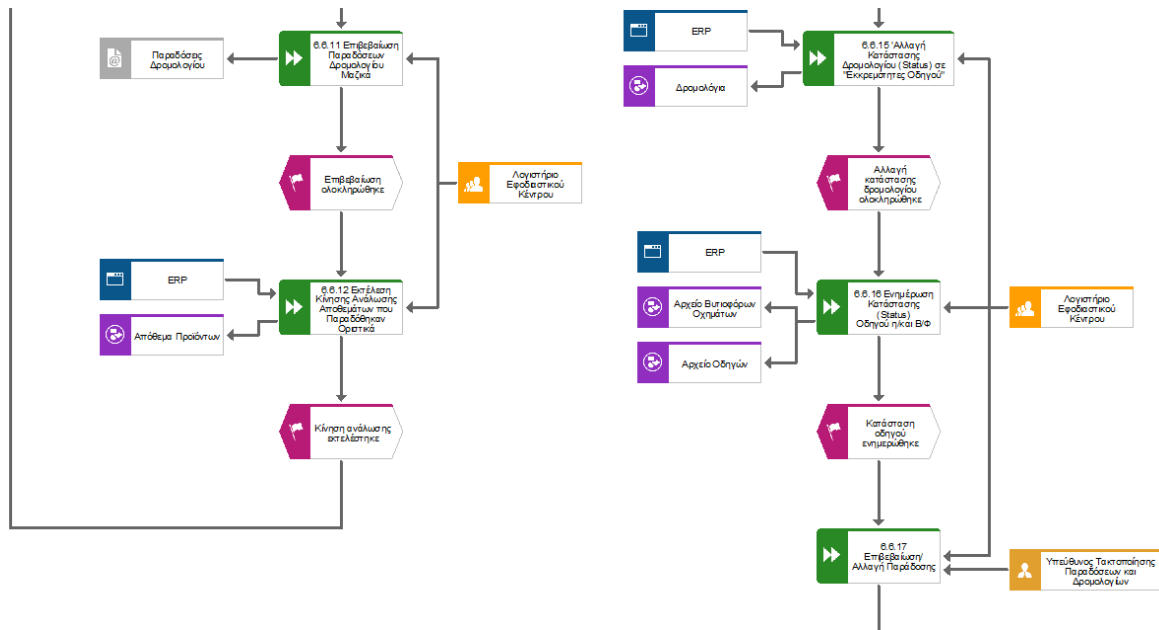 6.6.11 Επιβεβαίωση
Παραδόσεων
Δρομολογίου
Μαζικά
Παραδόσεις
Δρομολογίου
Επιβεβαίωση
ολοκληρώθηκε
Λογιστήριο
Εφοδιαστικού
Κέντρου
ERP
6.6.12 Εκτέλεση
Κίνησης Ανάλωσης
Αποθεμάτων που
Παραδόθηκαν
Οριστικά
Απόθεμα Προϊόντων
Κίνηση ανάλωσης
εκτελέστηκε
ERP
6.6.15 'Αλλαγή
Κατάστασης
Δρομολογίου (Status) σε
"Εκκρεμότητες Οδηγού"
Δρομολόγια
Αλλαγή
κατάστασης
δρομολογίου
ολοκληρώθηκε
ERP
6.6.16 Ενημέρωση
Κατάστασης
(Status)
Οδηγού η/και Β/Φ
Αρχείο Βυτιοφόρων
Οχημάτων
Αρχείο Οδηγών
Λογιστήριο
Εφοδιαστικού
Κέντρου
Κατάσταση
οδηγού
ενημερώθηκε
6.6.17
Επιβεβαίωση/
Αλλαγή Παράδοσης
Υπεύθυνος Τακτοποίησης
Παραδόσεων και
Δρομολογίων